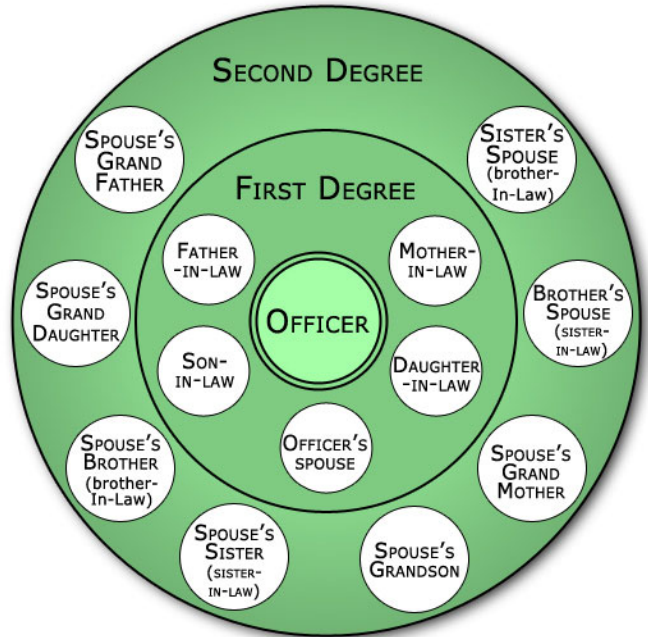 SECOND DEGREE
SPOUSE'S
GRAND
FATHER
SISTER'S
SPOUSE
(brother-
In-Law)
FIRST DEGREE
FATHER
-IN-LAW
MOTHER-
IN-LAW
SPOUSE'S
GRAND
DAUGHTER
OFFICER
BROTHER'S
SPOUSE
(SISTER-
IN-LAW)
SON-
IN-LAW
DAUGHTER
-IN-LAW
OFFICER'S
SPOUSE
SPOUSE'S
BROTHER
(brother-
In-Law)
SPOUSE'S
GRAND
MOTHER
SPOUSE'S
SISTER
(SISTER-
IN-LAW)
SPOUSE'S
GRANDSON